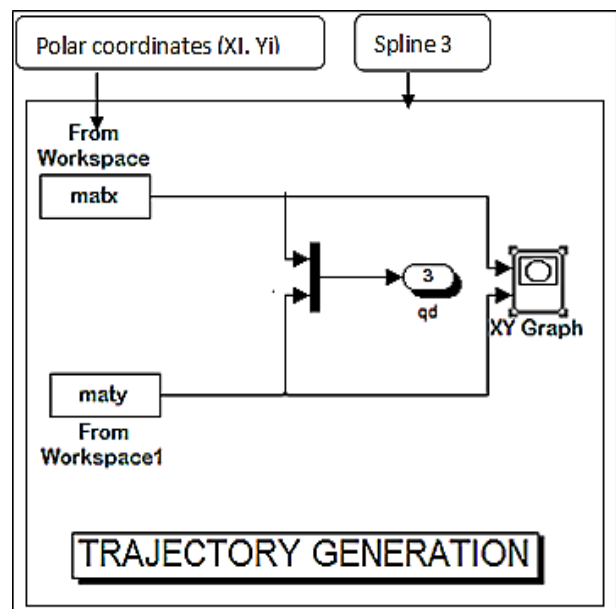 Polar coordinates (XI. Yi)
Spline 3
From
Workspace
matx
3
qd
XY Graph
maty
From
Workspace1
TRAJECTORY GENERATION